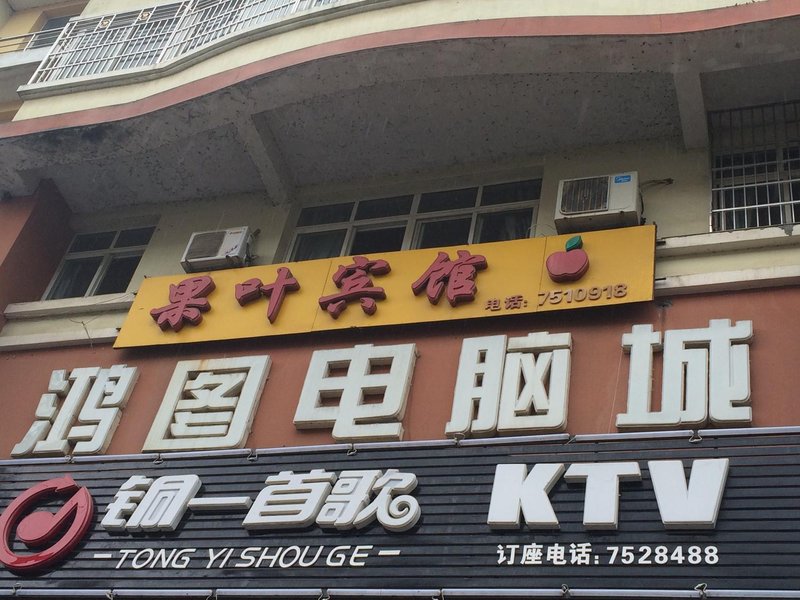 果叶宾馆
电话:7510918
鸿图电脑城
铜一首歌 KTV
-TONG YI SHOU GE-
订座电话:7528488